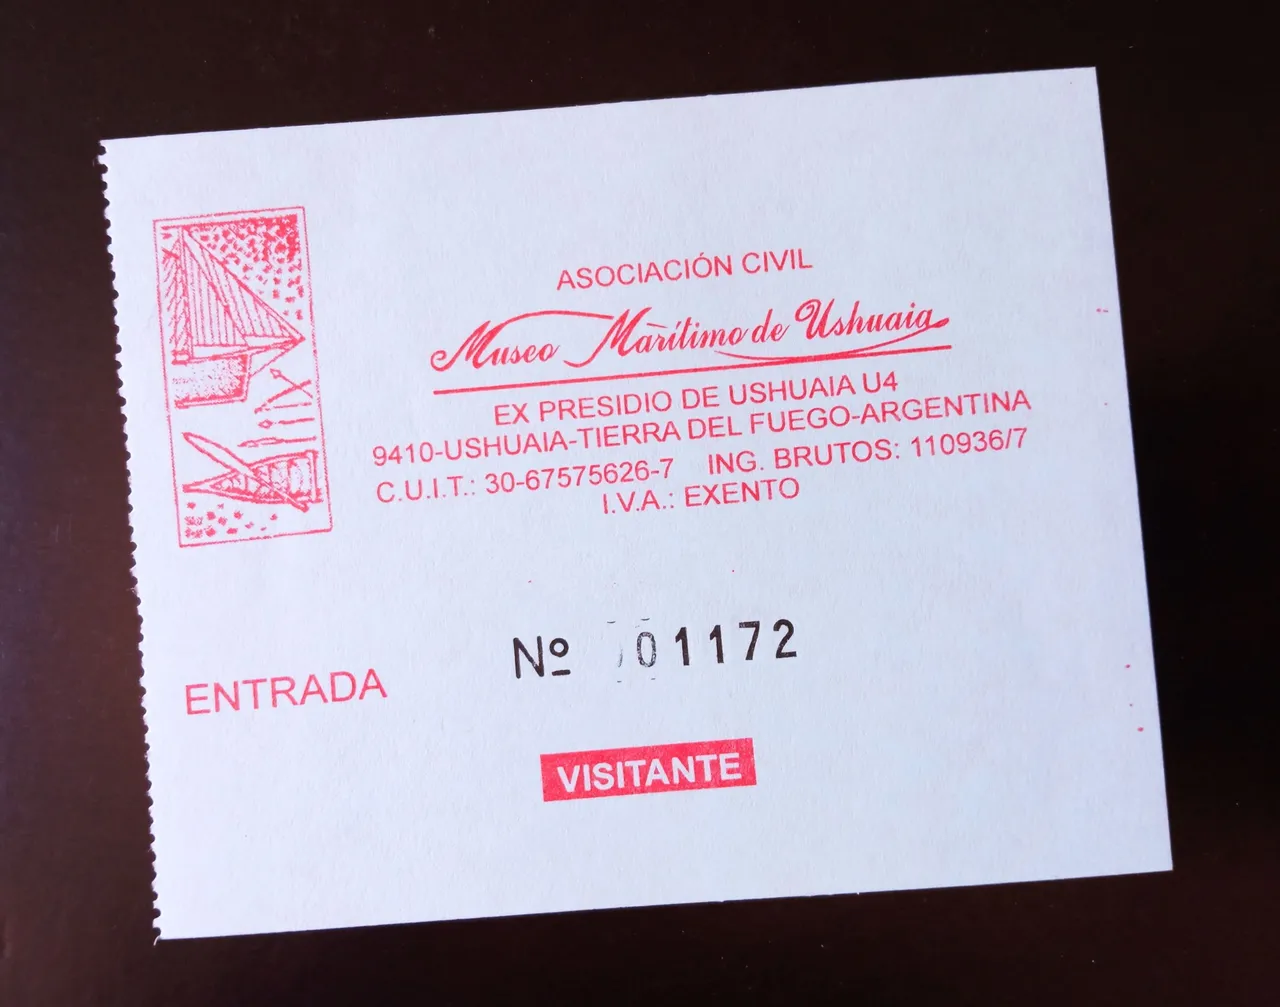 ASOCIACIÓN CIVIL
Museo Marítimo de Ushuaia
EX PRESIDIO DE USHUAIA U4
9410-USHUAIA-TIERRA DEL FUEGO-ARGENTINA
C.U.I.T.: 30-67575626-7 ING. BRUTOS: 110936/7
I.V.A.: EXENTO
Nº 01172
ENTRADA
VISITANTE